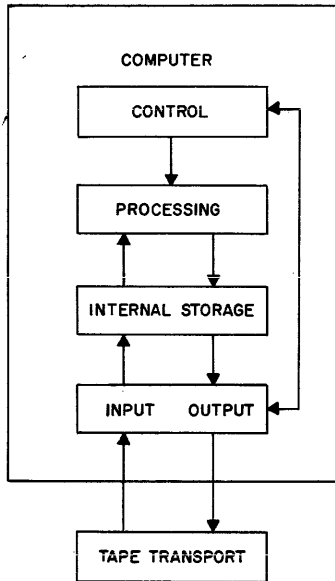 COMPUTER
CONTROL
PROCESSING
INTERNAL STORAGE
INPUT OUTPUT
TAPE TRANSPORT